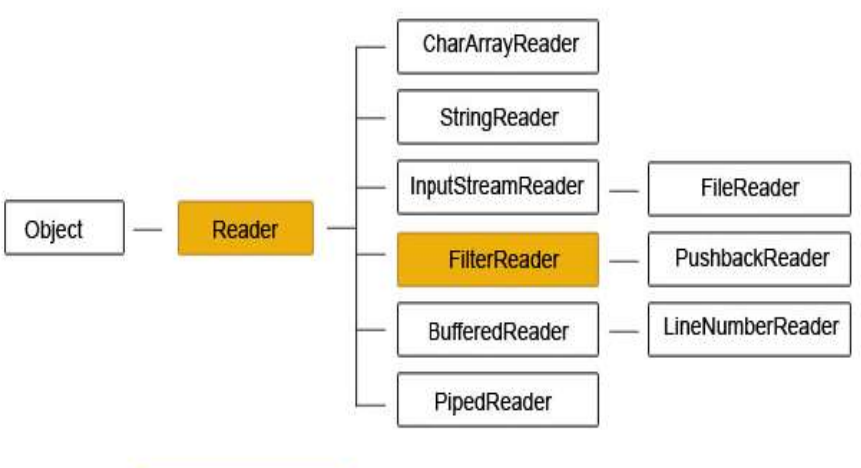 Object
Reader
CharArrayReader
StringReader
InputStreamReader
FileReader
FilterReader
PushbackReader
BufferedReader
LineNumberReader
PipedReader